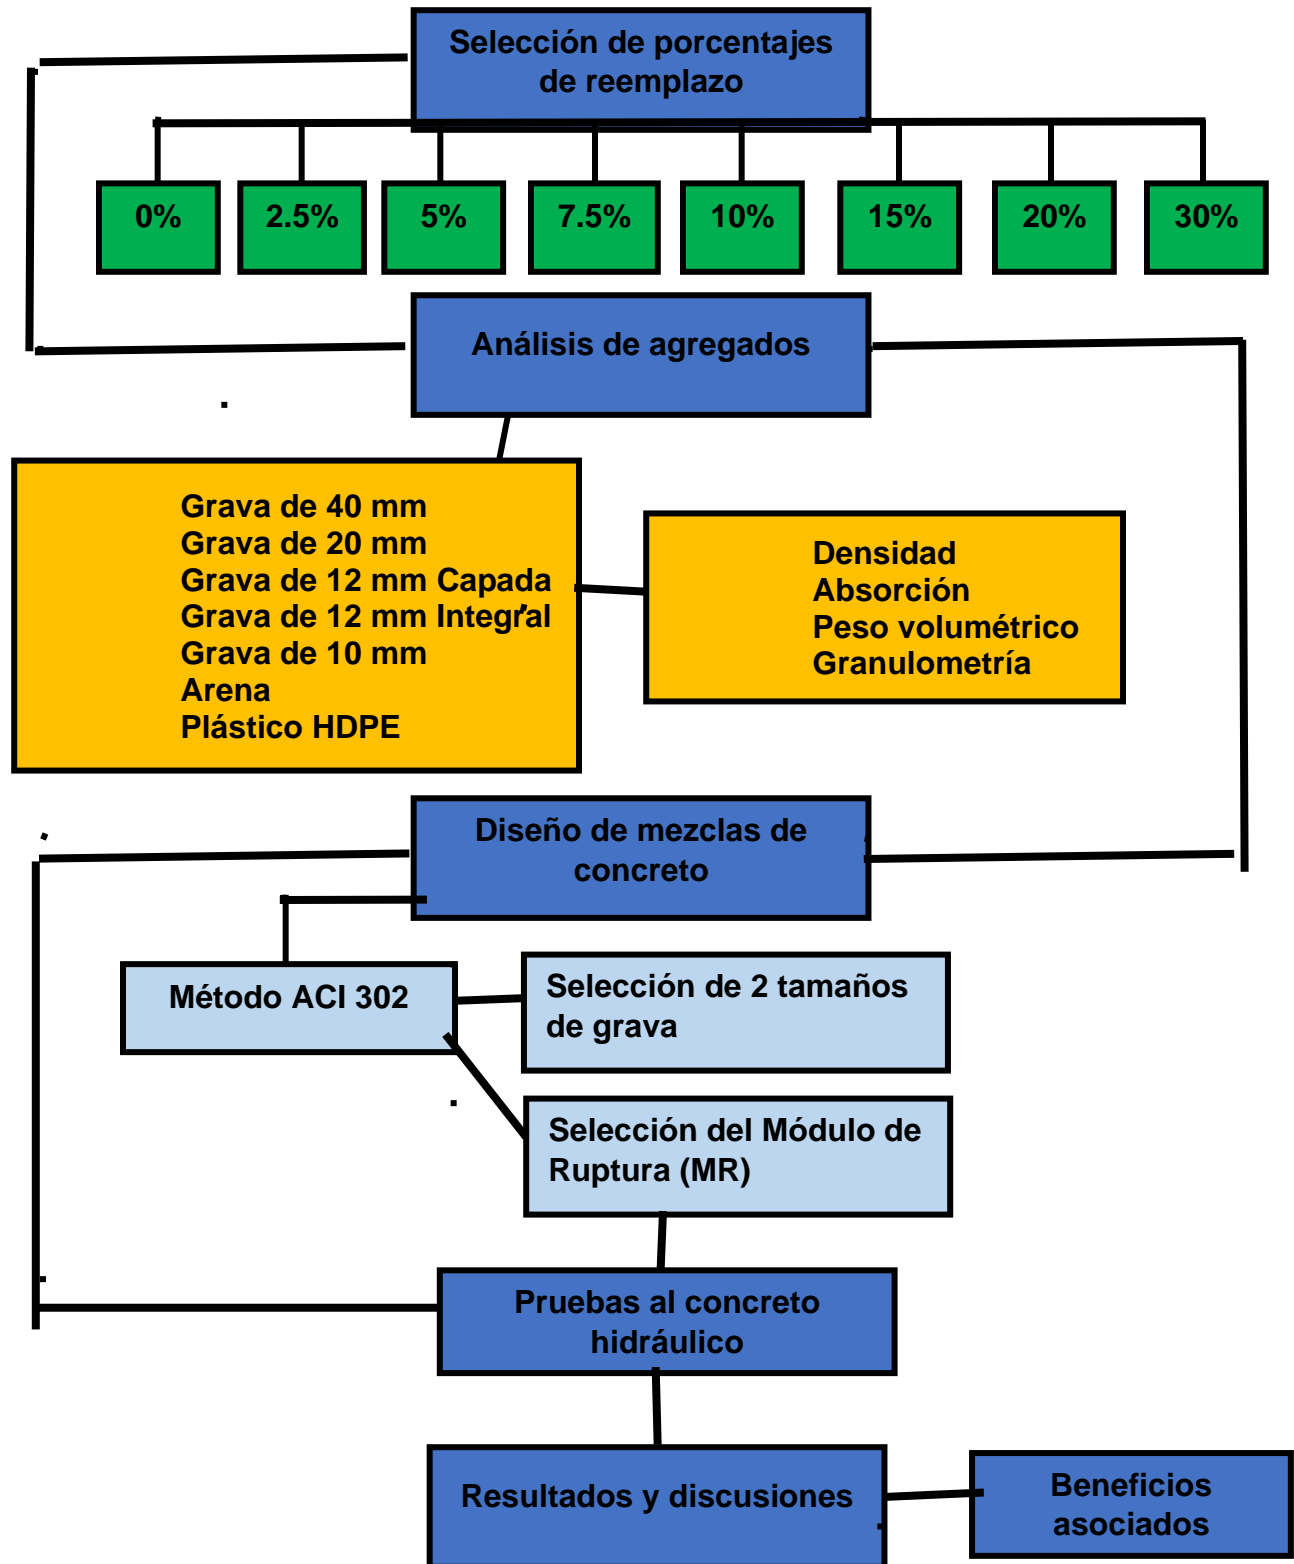 Selección de porcentajes
de reemplazo
0%
2.5%
5%
7.5%
10%
15%
20%
30%
Análisis de agregados
Grava de 40 mm
Grava de 20 mm
Grava de 12 mm Capada
Grava de 12 mm Integral
Grava de 10 mm
Arena
Plástico HDPE
Densidad
Absorción
Peso volumétrico
Granulometría
Diseño de mezclas de
concreto
Método ACI 302
Selección de 2 tamaños
de grava
Selección del Módulo de
Ruptura (MR)
Pruebas al concreto
hidráulico
Resultados y discusiones
Beneficios
asociados